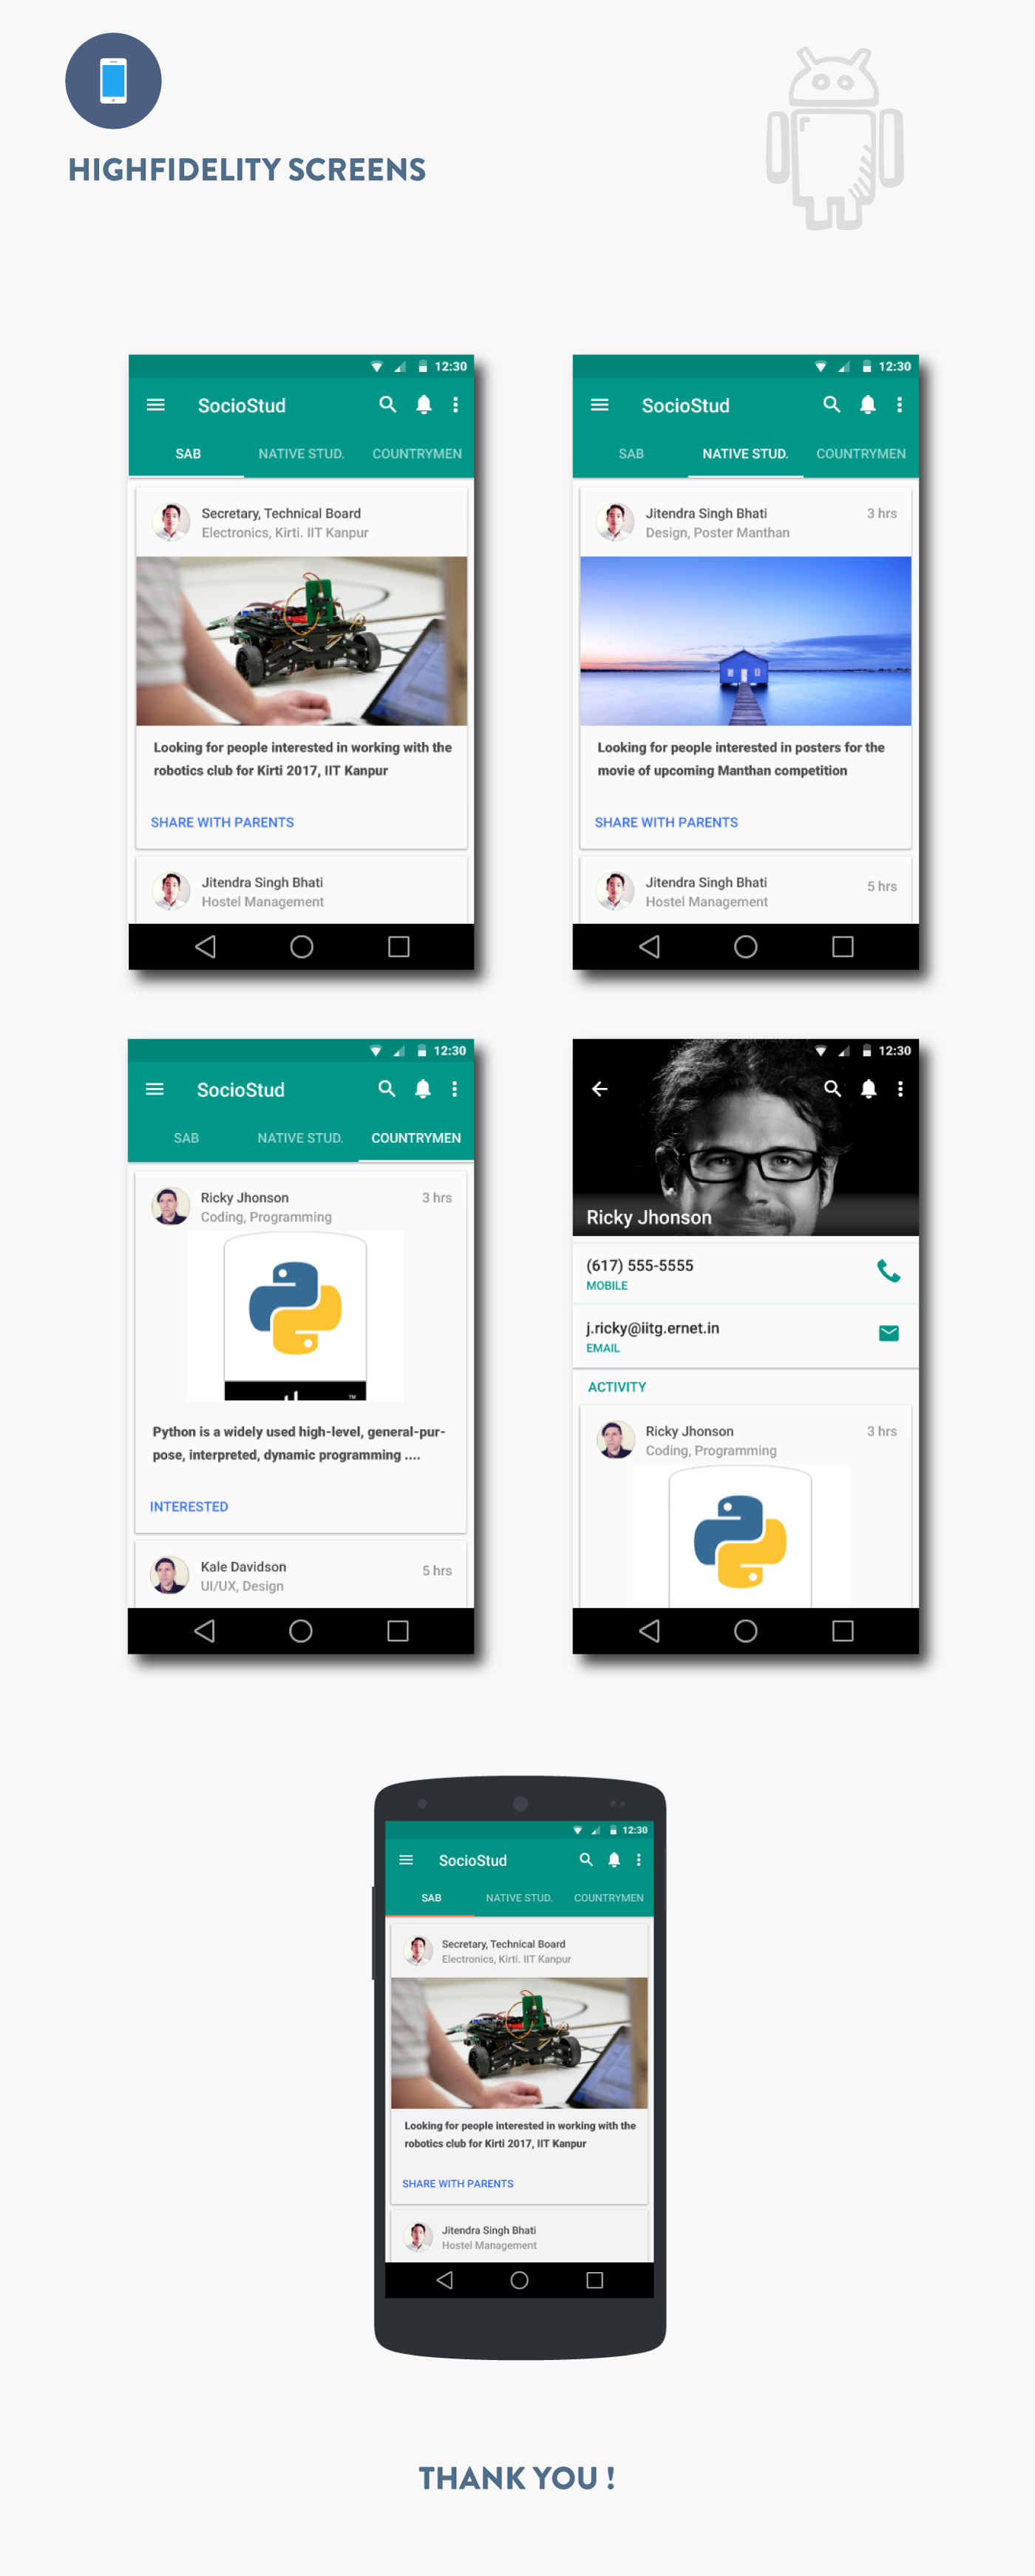 HIGHFIDELITY SCREENS
12:30
SocioStud
SAB NATIVE STUD. COUNTRYMEN
Secretary, Technical Board
Electronics, Kirti. IIT Kanpur
Looking for people interested in working with the
robotics club for Kirti 2017, IIT Kanpur
SHARE WITH PARENTS
Jitendra Singh Bhati
Hostel Management
12:30
SocioStud
SAB NATIVE STUD. COUNTRYMEN
Jitendra Singh Bhati 3 hrs
Design, Poster Manthan
Looking for people interested in posters for the
movie of upcoming Manthan competition
SHARE WITH PARENTS
Jitendra Singh Bhati 5 hrs
Hostel Management
12:30
SocioStud
SAB NATIVE STUD. COUNTRYMEN
Ricky Jhonson 3 hrs
Coding, Programming
TM
Python is a widely used high-level, general-pur-
pose, interpreted, dynamic programming ....
INTERESTED
Kale Davidson 5 hrs
UI/UX, Design
12:30
Ricky Jhonson
(617) 555-5555
MOBILE
j.ricky@iitg.ernet.in
EMAIL
ACTIVITY
Ricky Jhonson 3 hrs
Coding, Programming
12:30
SocioStud
SAB NATIVE STUD. COUNTRYMEN
Secretary, Technical Board
Electronics, Kirti. IIT Kanpur
Looking for people interested in working with the
robotics club for Kirti 2017, IIT Kanpur
SHARE WITH PARENTS
Jitendra Singh Bhati
Hostel Management
THANK YOU !